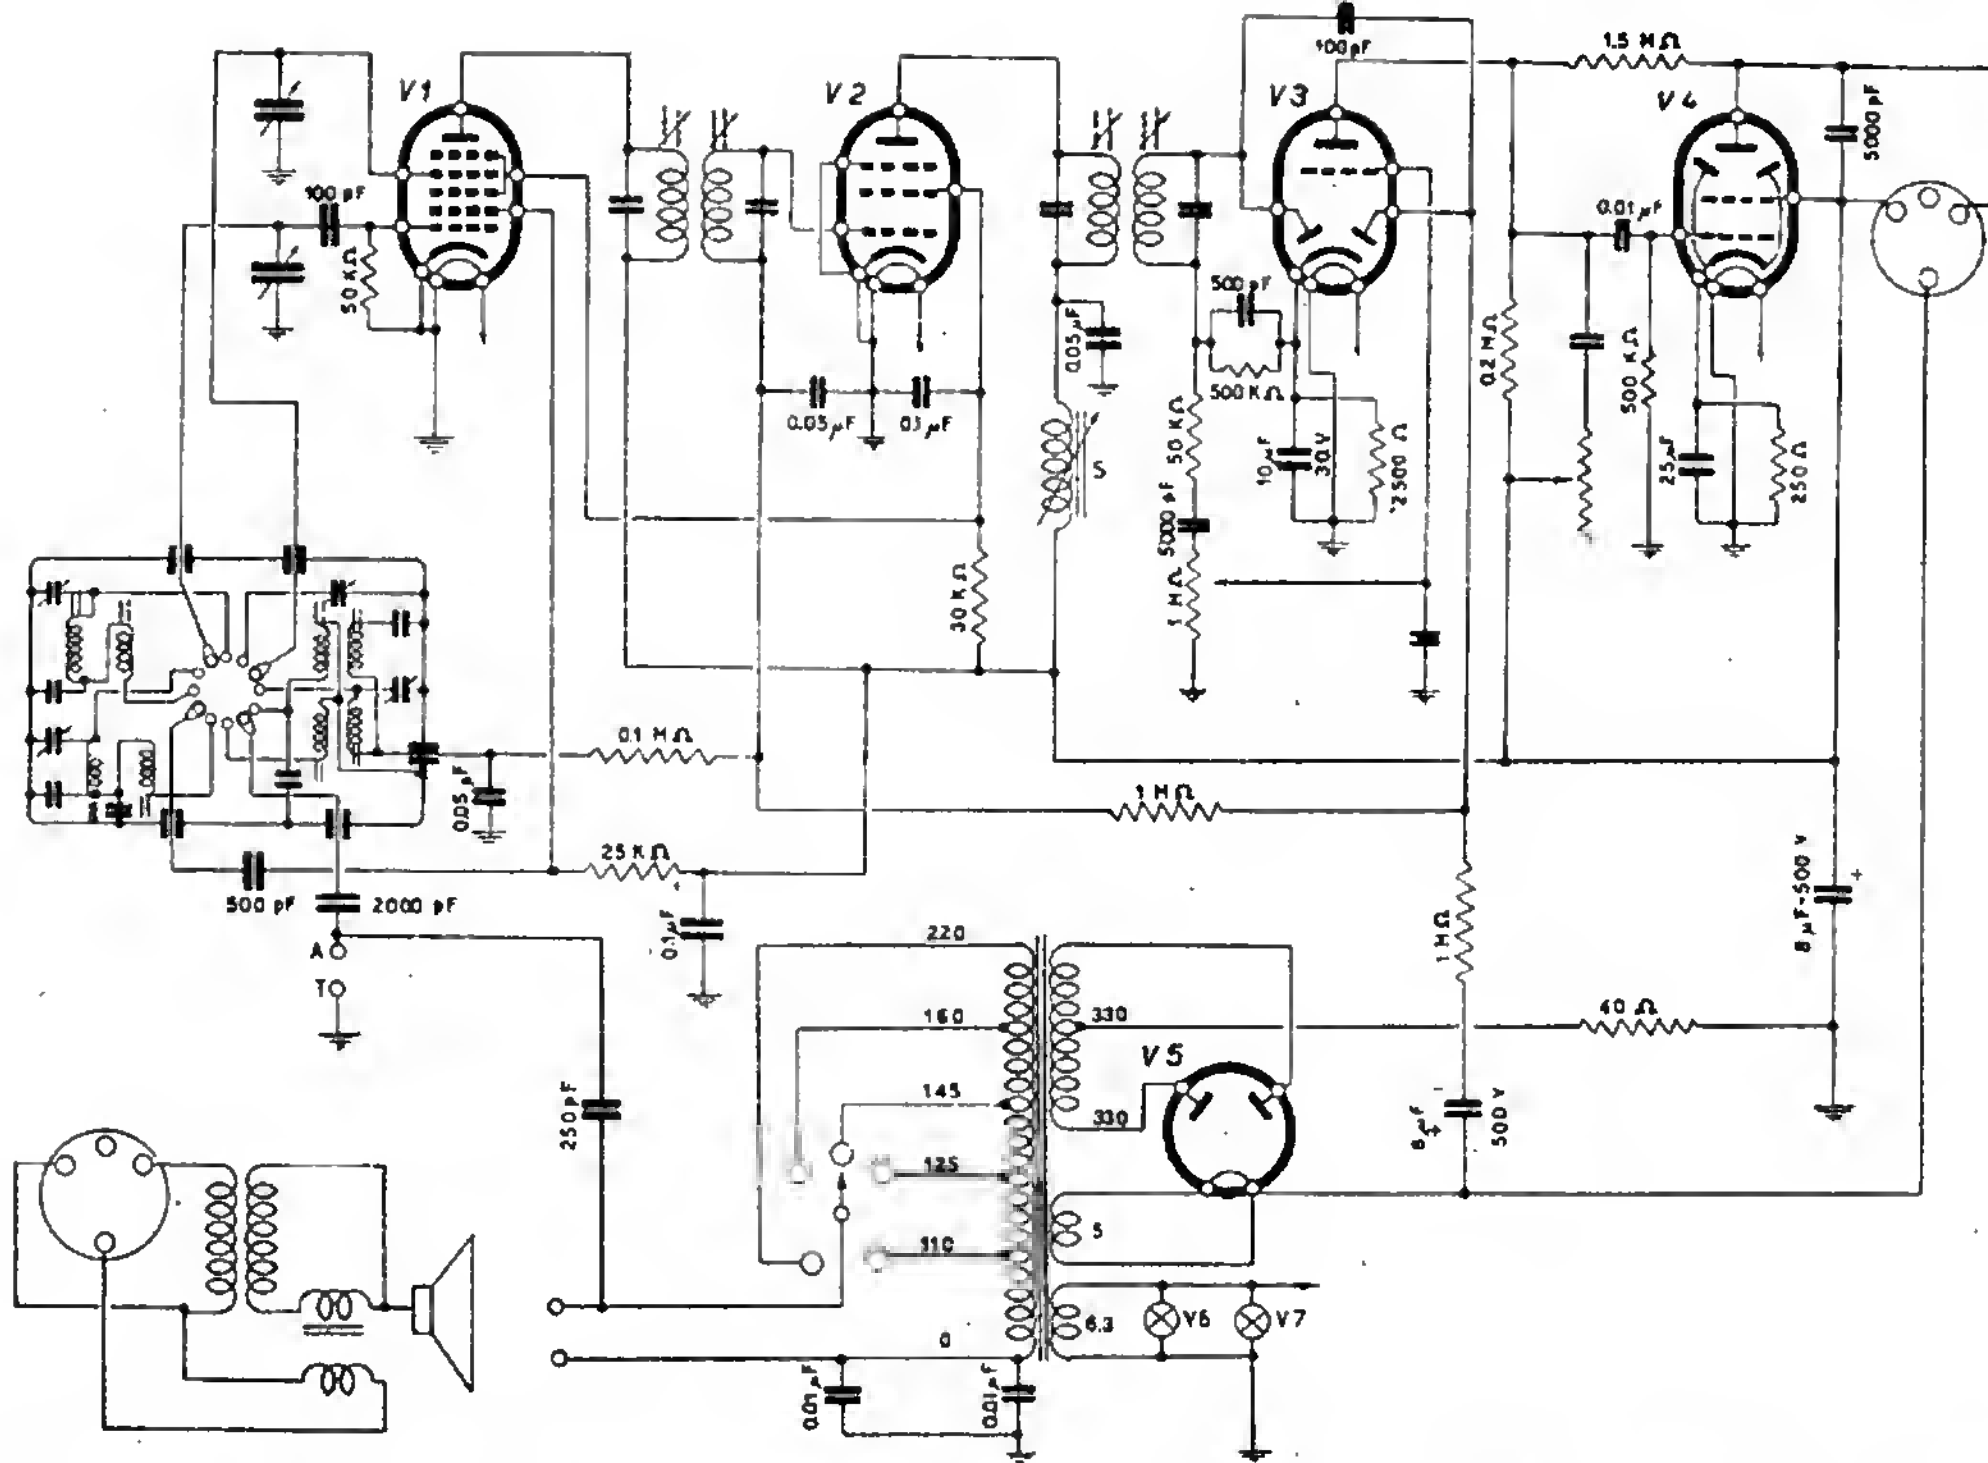 100 pF
1.5 MΩ
V1
V2
V3
V4
5000 pF
100 pF
50 KΩ
0.01 µF
500 pF
500 KΩ
0.05 µF
0.2 MΩ
500 KΩ
0.05 µF
0.1 µF
S
50 KΩ
10 µF
30 V
2500 Ω
25 µF
250 Ω
5000 pF
30 KΩ
1 MΩ
0.1 MΩ
0.05 µF
1 MΩ
25 KΩ
+
500 pF
2000 pF
0.1 µF
1 MΩ
8 µF-500 V
+
A
T
220
160
330
40 Ω
V5
145
250 pF
330
-
8 µF
+
500 V
125
5
110
6.3
V6
V7
0
0.01 µF
0.01 µF